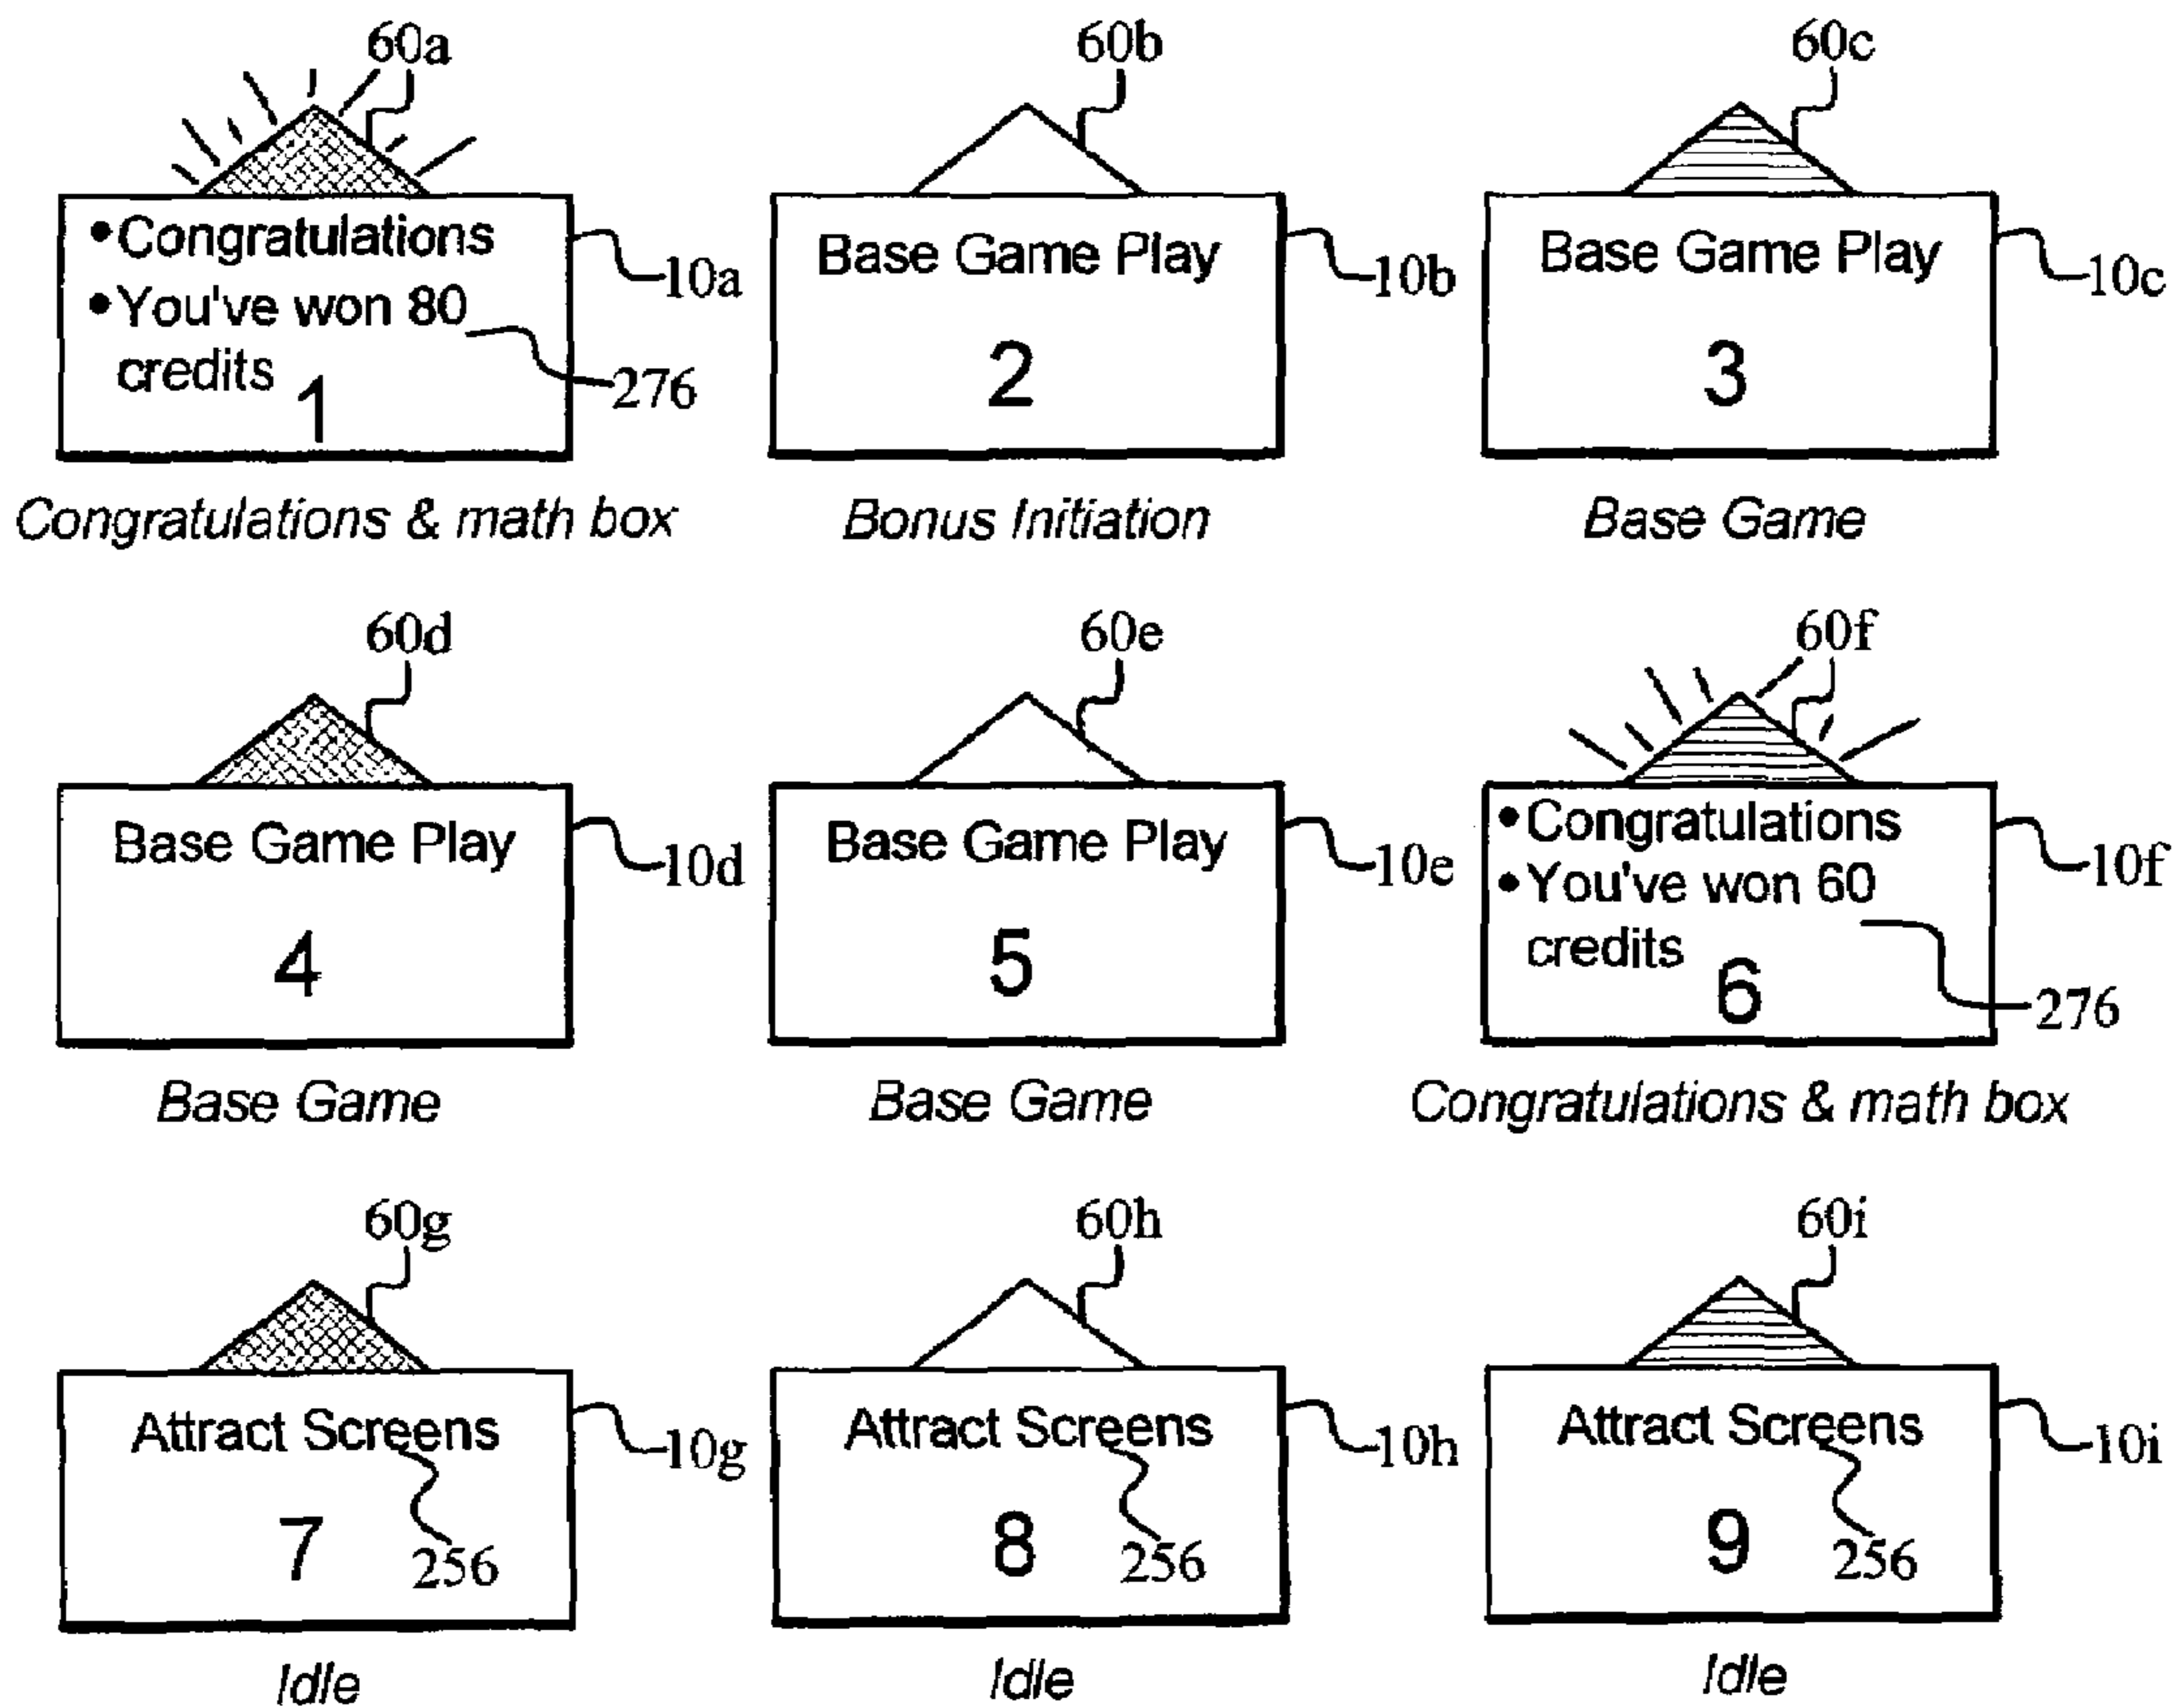 60a 60b 60c
•Congratulations
•You've won 80
credits
1
10a
276
Base Game Play
2
10b
Base Game Play
3
10c
Congratulations & math box
Bonus Initiation
Base Game
60d 60e 60f
Base Game Play
4
10d
Base Game Play
5
10e
•Congratulations
•You've won 60
credits
6
10f
276
Base Game
Base Game
Congratulations & math box
60g 60h 60i
Attract Screens
7
256
10g
Attract Screens
8
256
10h
Attract Screens
9
256
10i
Idle
Idle
Idle